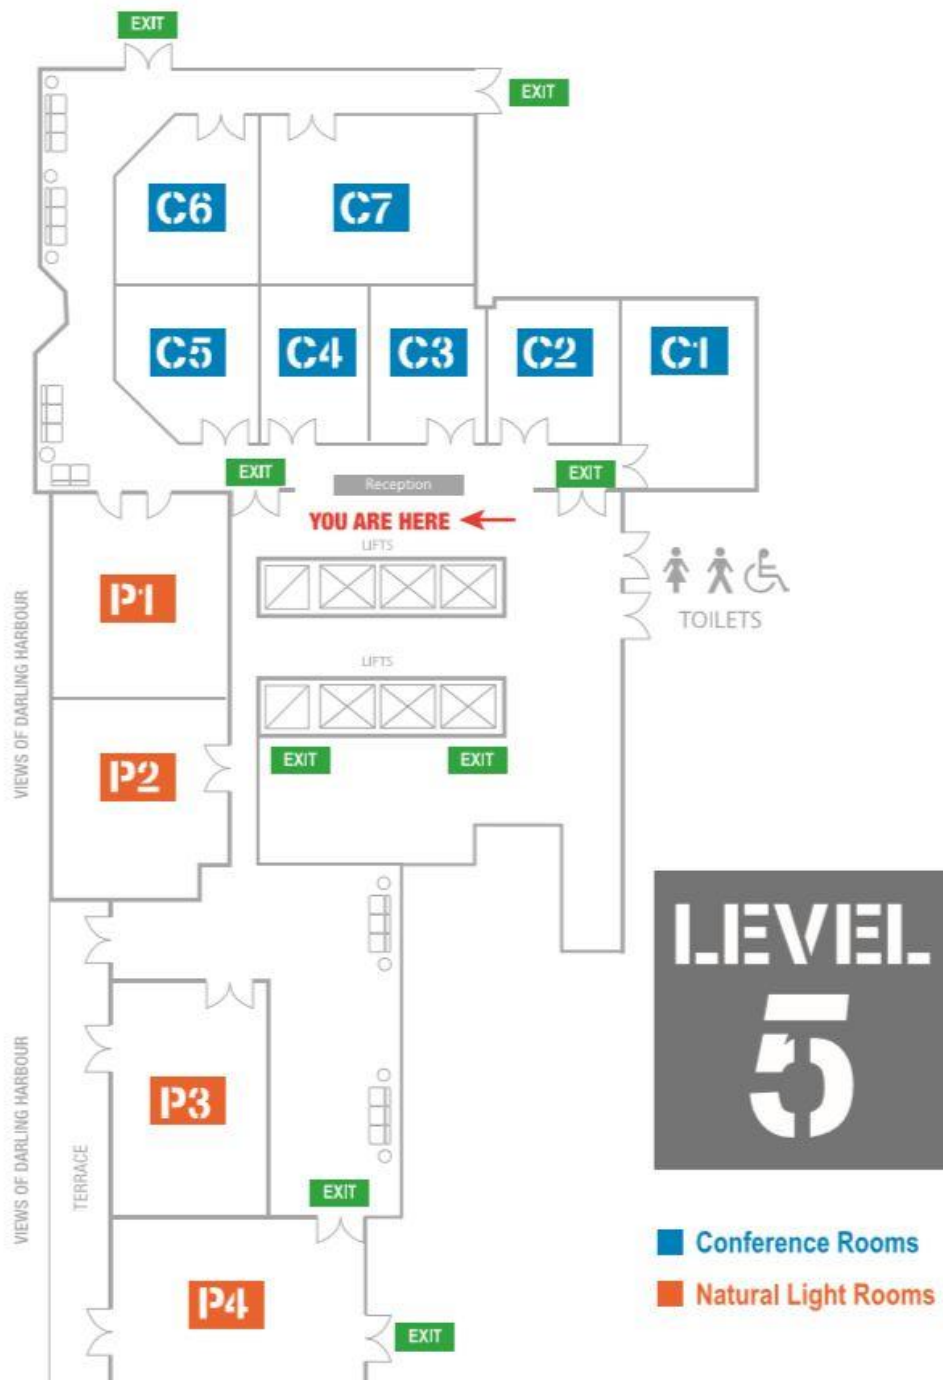 EXIT
EXIT
C6
C7
C5
C4
C3
C2
C1
EXIT
EXIT
Reception
YOU ARE HERE
LIFTS
P1
TOILETS
VIEWS OF DARLING HARBOUR
LIFTS
P2
EXIT
EXIT
LEVEL
5
VIEWS OF DARLING HARBOUR
P3
TERRACE
EXIT
Conference Rooms
Natural Light Rooms
P4
EXIT